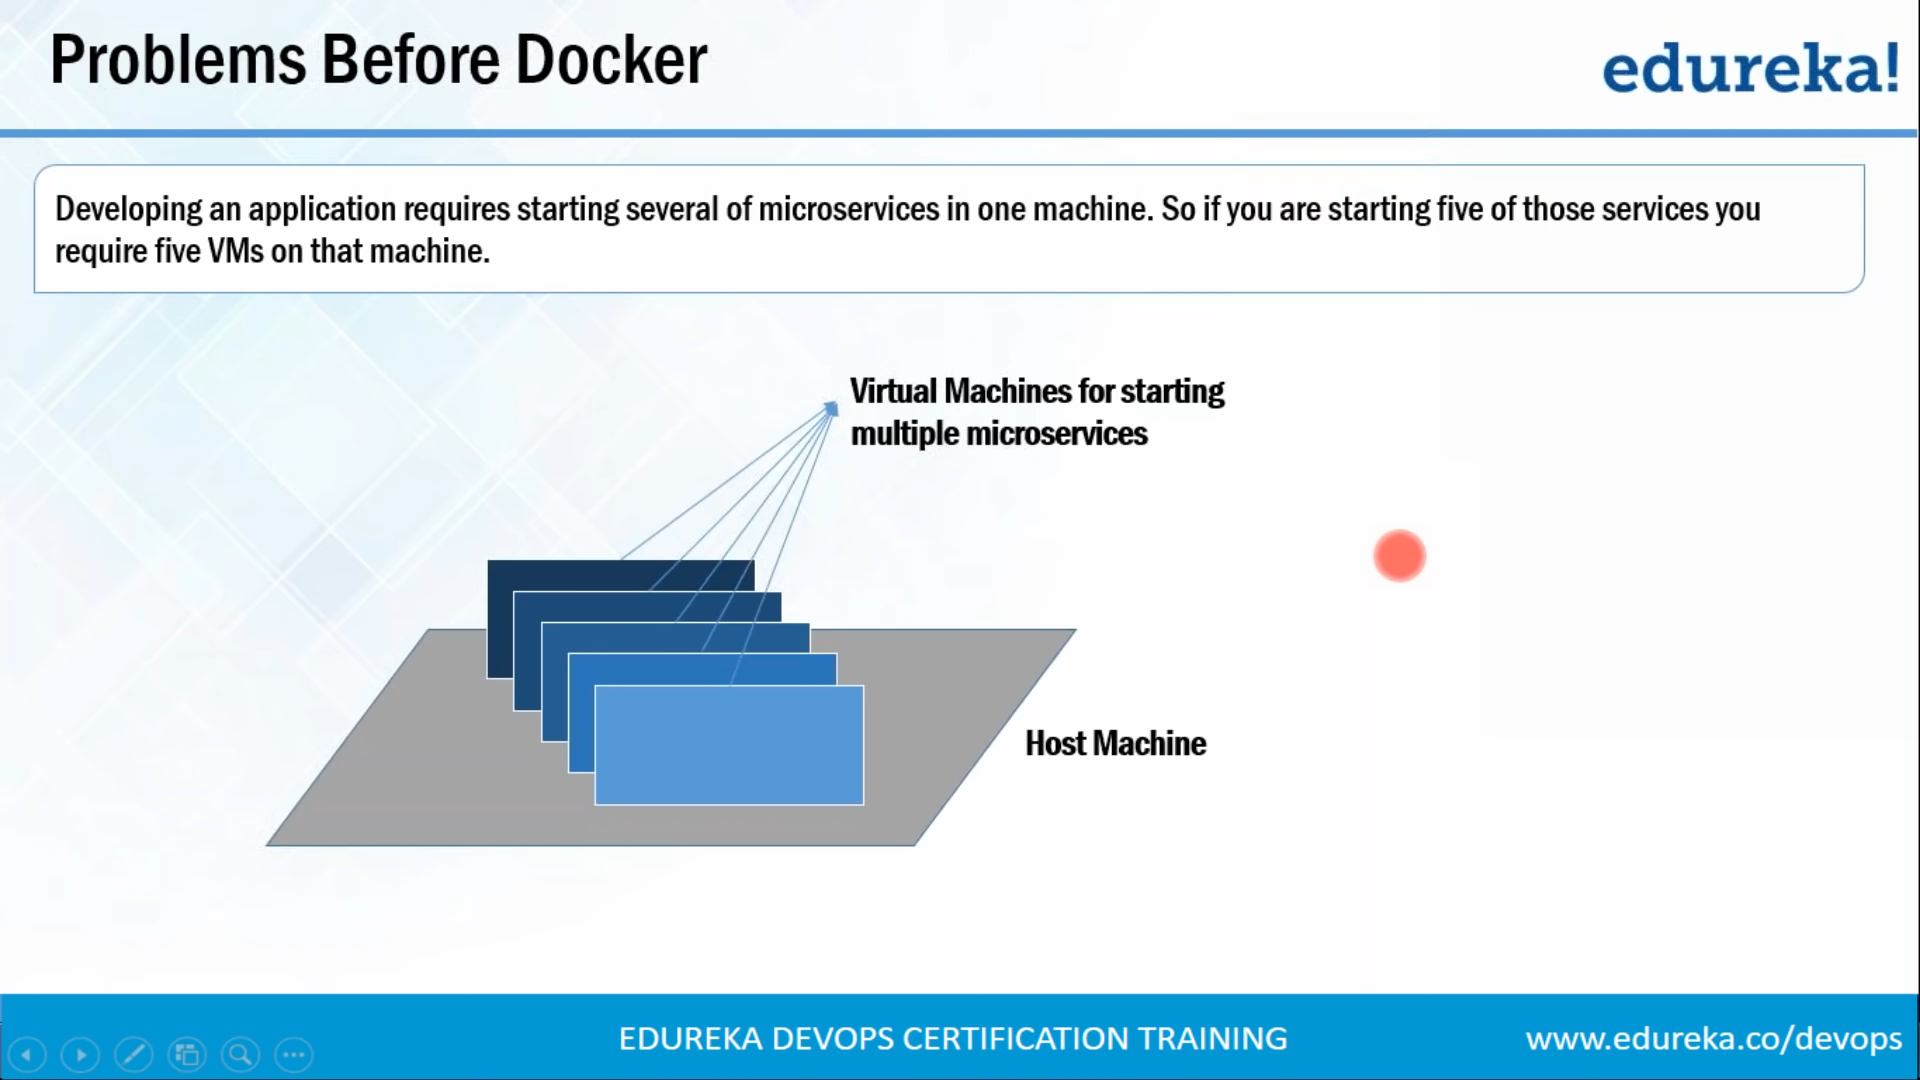 Problems Before Docker
edureka!
Developing an application requires starting several of microservices in one machine. So if you are starting five of those services you
require five VMs on that machine.
Virtual Machines for starting
multiple microservices
Host Machine
EDUREKA DEVOPS CERTIFICATION TRAINING
www.edureka.co/devops